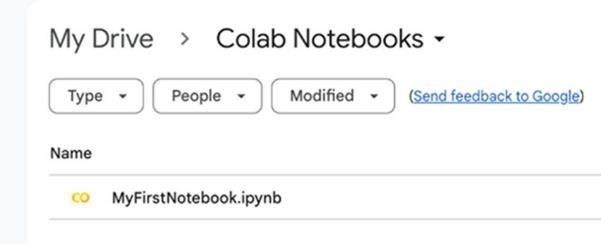 My Drive > Colab Notebooks
Type People Modified (Send feedback to Google)
Name
CO MyFirstNotebook.ipynb